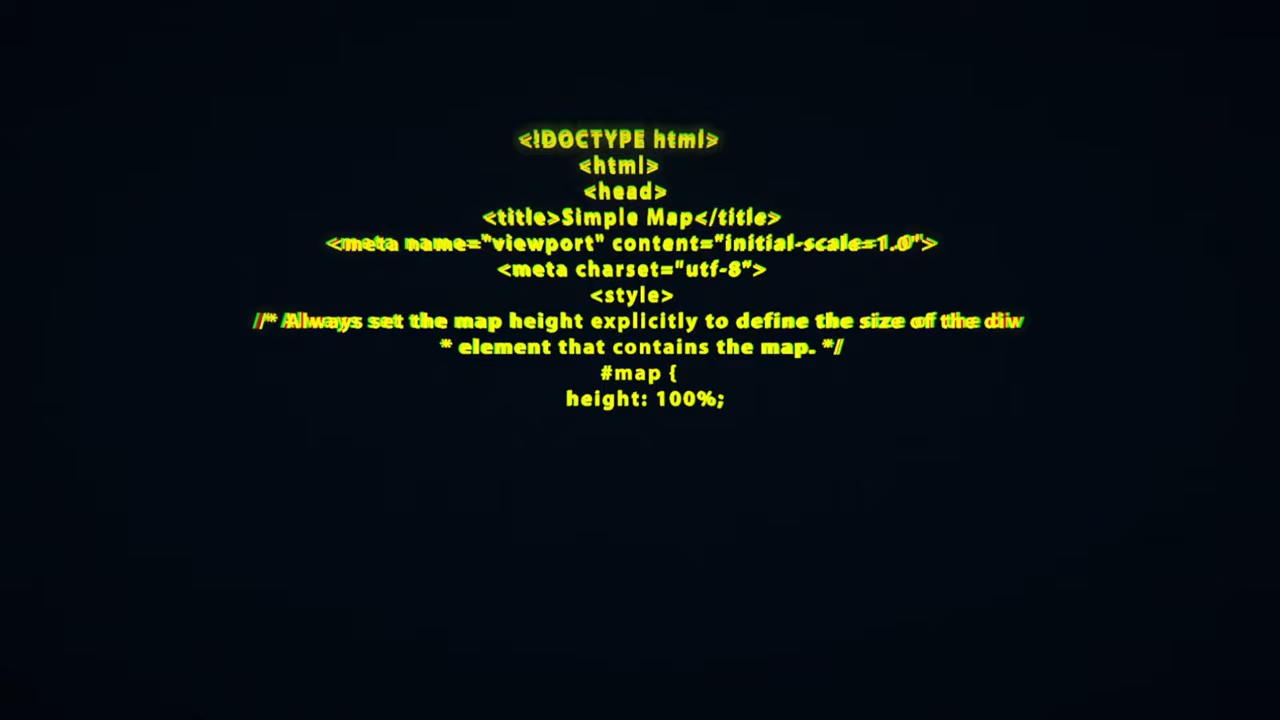 <!DOCTYPE html>
<html>
<head>
<title>Simple Map</title>
<meta name="viewport" content="initial-scale=1.0">
<meta charset="utf-8">
<style>
/* Always set the map height explicitly to define the size of the div
* element that contains the map. */
#map {
height: 100%;